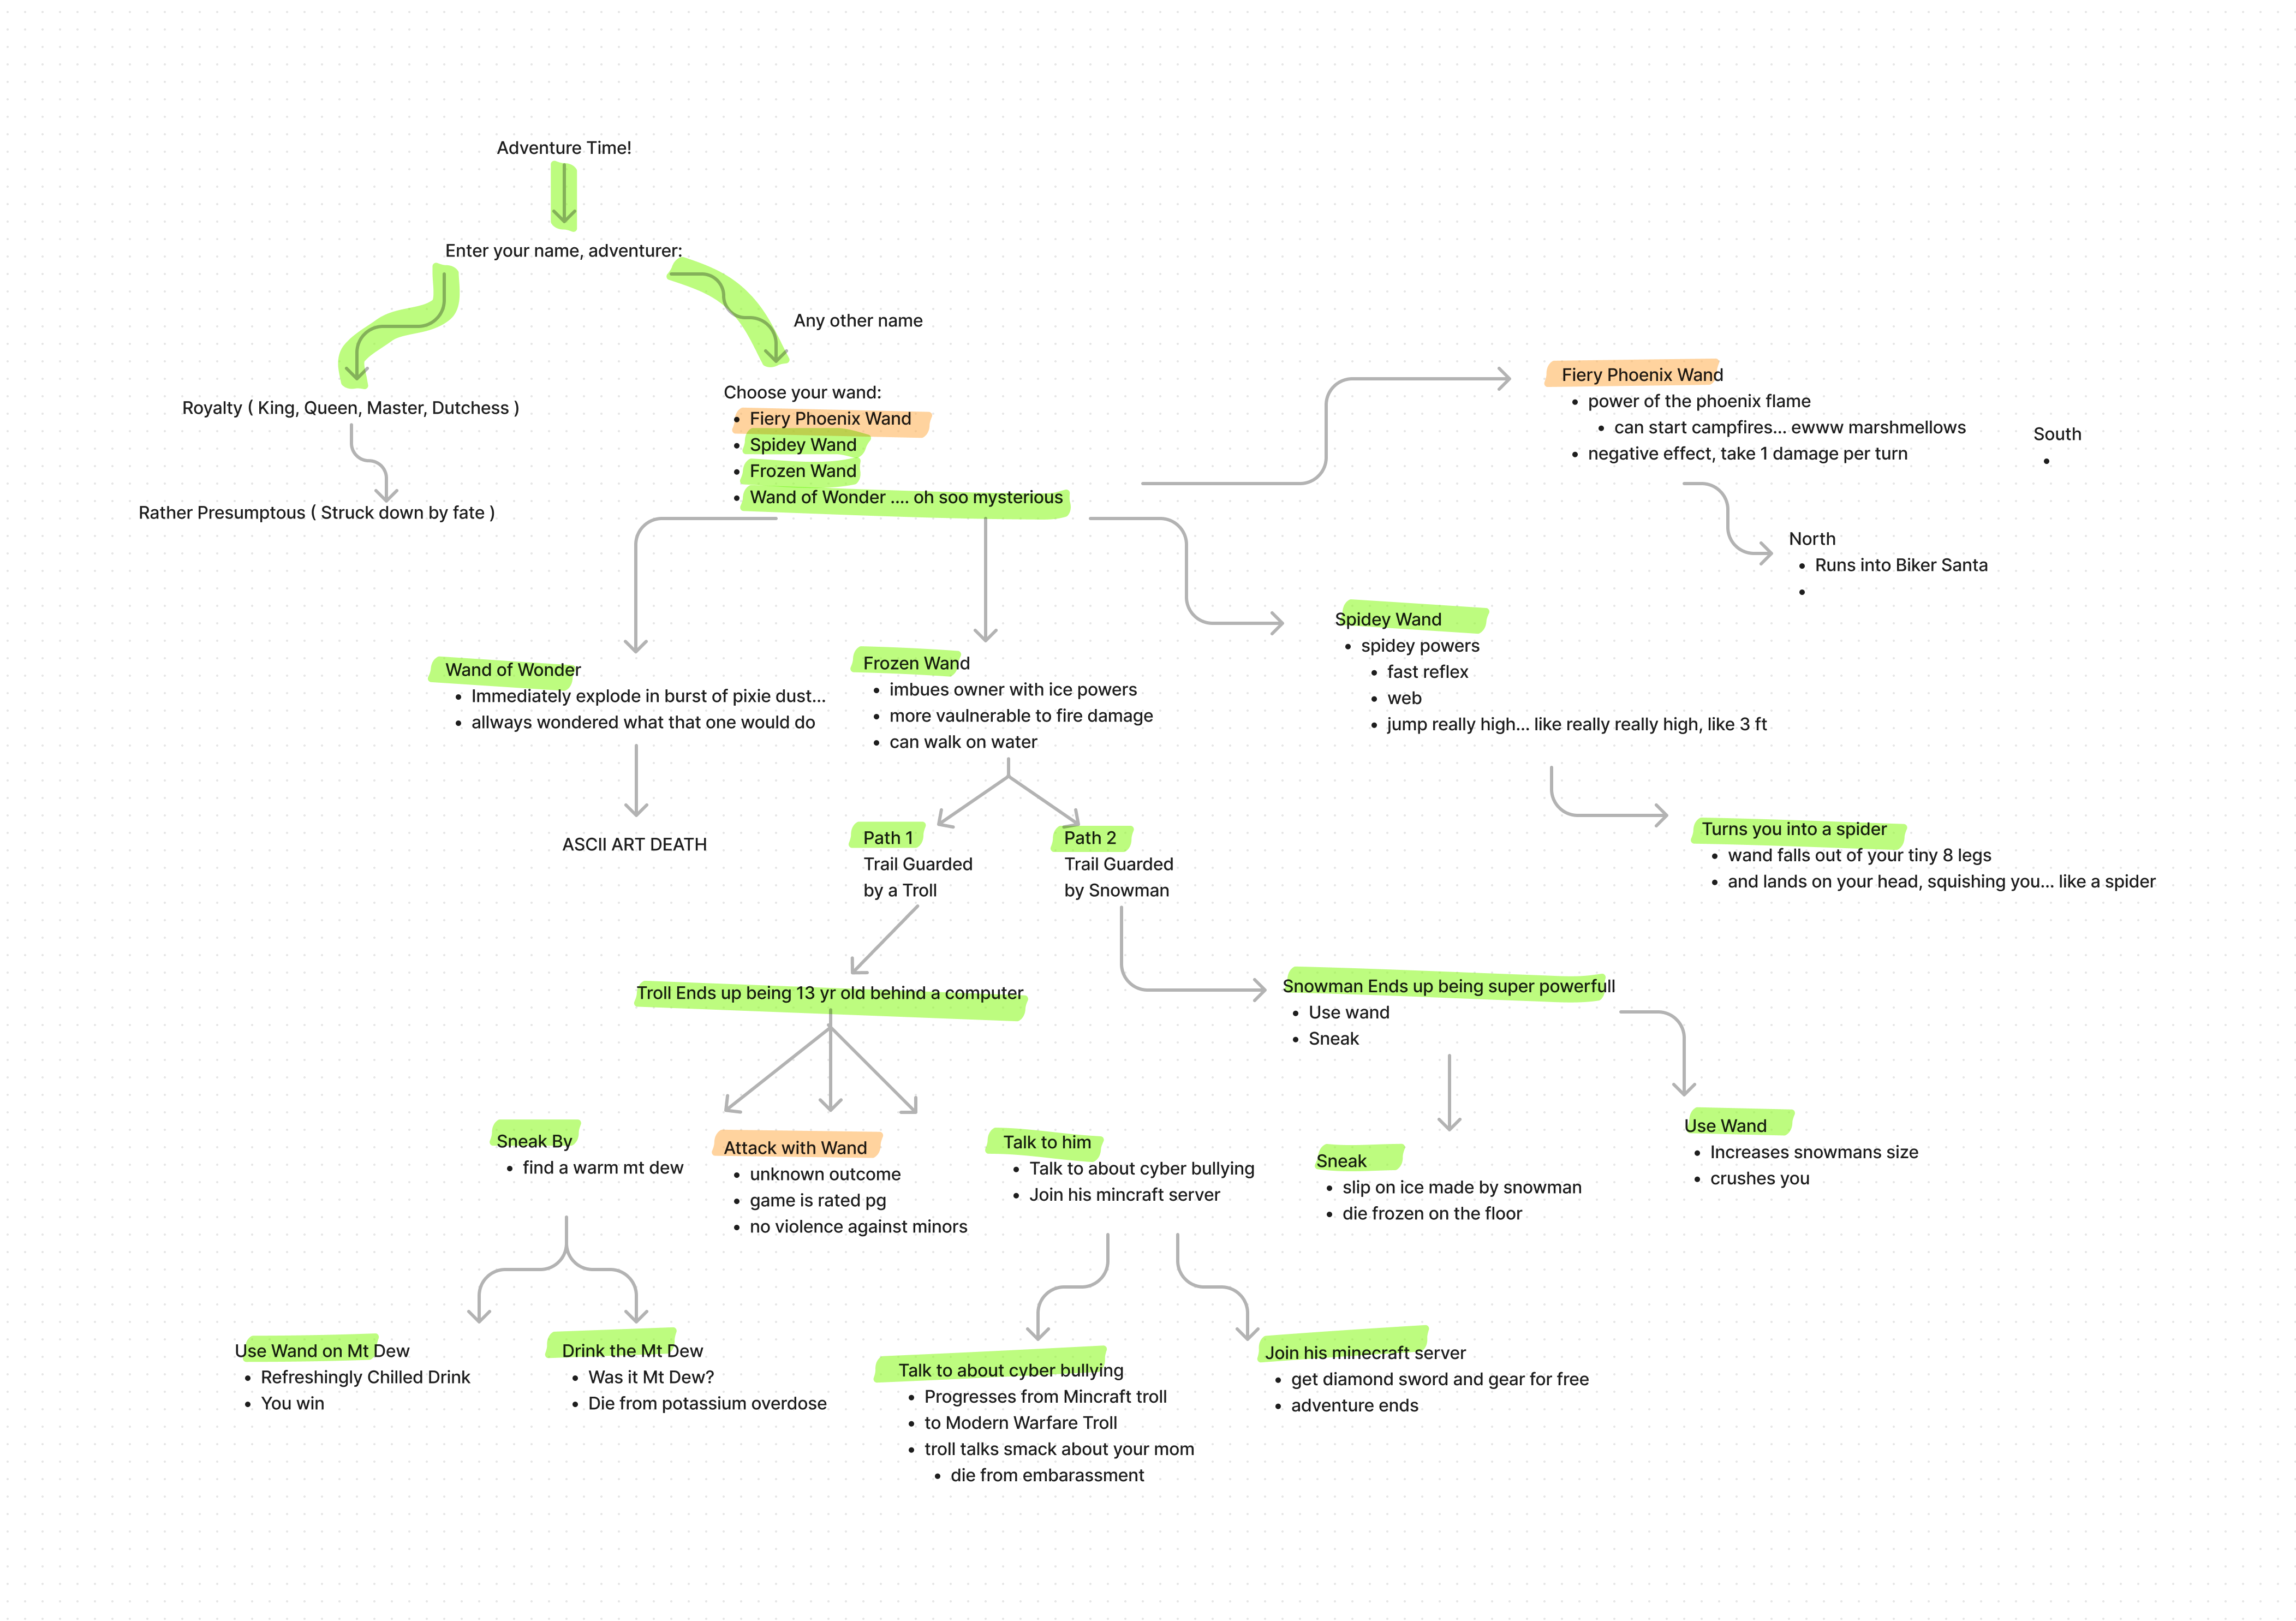 Adventure Time!
Enter your name, adventurer:
Any other name
Royalty ( King, Queen, Master, Dutchess )
Rather Presumptous ( Struck down by fate )
Choose your wand:
• Fiery Phoenix Wand
• Spidey Wand
• Frozen Wand
• Wand of Wonder .... oh soo mysterious
Fiery Phoenix Wand
• power of the phoenix flame
• can start campfires... ewww marshmellows
• negative effect, take 1 damage per turn
South
•
North
• Runs into Biker Santa
•
Wand of Wonder
• Immediately explode in burst of pixie dust...
• allways wondered what that one would do
ASCII ART DEATH
Frozen Wand
• imbues owner with ice powers
• more vaulnerable to fire damage
• can walk on water
Spidey Wand
• spidey powers
• fast reflex
• web
• jump really high... like really really high, like 3 ft
Turns you into a spider
• wand falls out of your tiny 8 legs
• and lands on your head, squishing you... like a spider
Path 1
Trail Guarded
by a Troll
Path 2
Trail Guarded
by Snowman
Troll Ends up being 13 yr old behind a computer
Snowman Ends up being super powerfull
• Use wand
• Sneak
Sneak By
• find a warm mt dew
Attack with Wand
• unknown outcome
• game is rated pg
• no violence against minors
Talk to him
• Talk to about cyber bullying
• Join his mincraft server
Sneak
• slip on ice made by snowman
• die frozen on the floor
Use Wand
• Increases snowmans size
• crushes you
Use Wand on Mt Dew
• Refreshingly Chilled Drink
• You win
Drink the Mt Dew
• Was it Mt Dew?
• Die from potassium overdose
Talk to about cyber bullying
• Progresses from Mincraft troll
• to Modern Warfare Troll
• troll talks smack about your mom
• die from embarassment
Join his minecraft server
• get diamond sword and gear for free
• adventure ends